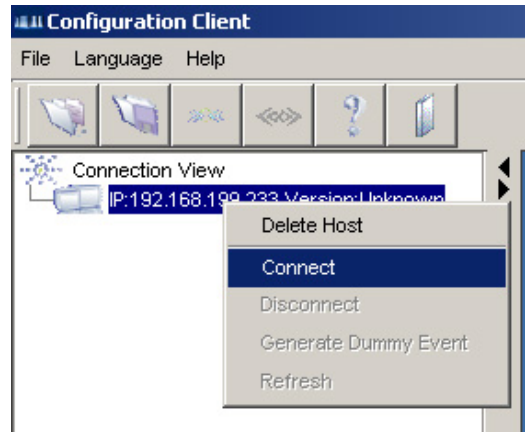 Configuration Client
File Language Help
Connection View
IP:192.168.199.233 Version:Unknown
Delete Host
Connect
Disconnect
Generate Dummy Event
Refresh